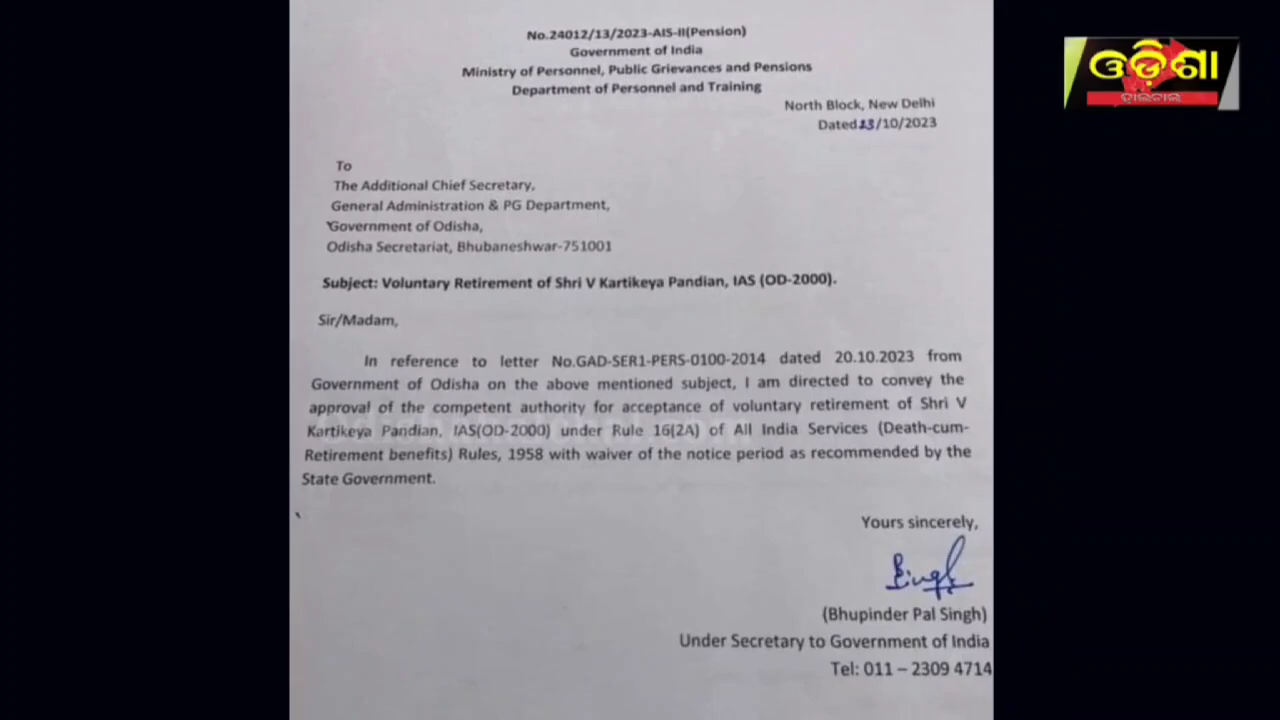 No.24012/13/2023-AIS-II(Pension)
Government of India
Ministry of Personnel, Public Grievances and Pensions
Department of Personnel and Training
North Block, New Delhi
Dated 23/10/2023
To
The Additional Chief Secretary,
General Administration & PG Department,
Government of Odisha,
Odisha Secretariat, Bhubaneshwar-751001
Subject: Voluntary Retirement of Shri V Kartikeya Pandian, IAS (OD-2000).
Sir/Madam,
In reference to letter No.GAD-SER1-PERS-0100-2014 dated 20.10.2023 from
Government of Odisha on the above mentioned subject, I am directed to convey the
approval of the competent authority for acceptance of voluntary retirement of Shri V
Kartikeya Pandian, IAS(OD-2000) under Rule 16(2A) of All India Services (Death-cum-
Retirement benefits) Rules, 1958 with waiver of the notice period as recommended by the
State Government.
Yours sincerely,
Singh
(Bhupinder Pal Singh)
Under Secretary to Government of India
Tel: 011 – 2309 4714
ଓଡ଼ିଶା